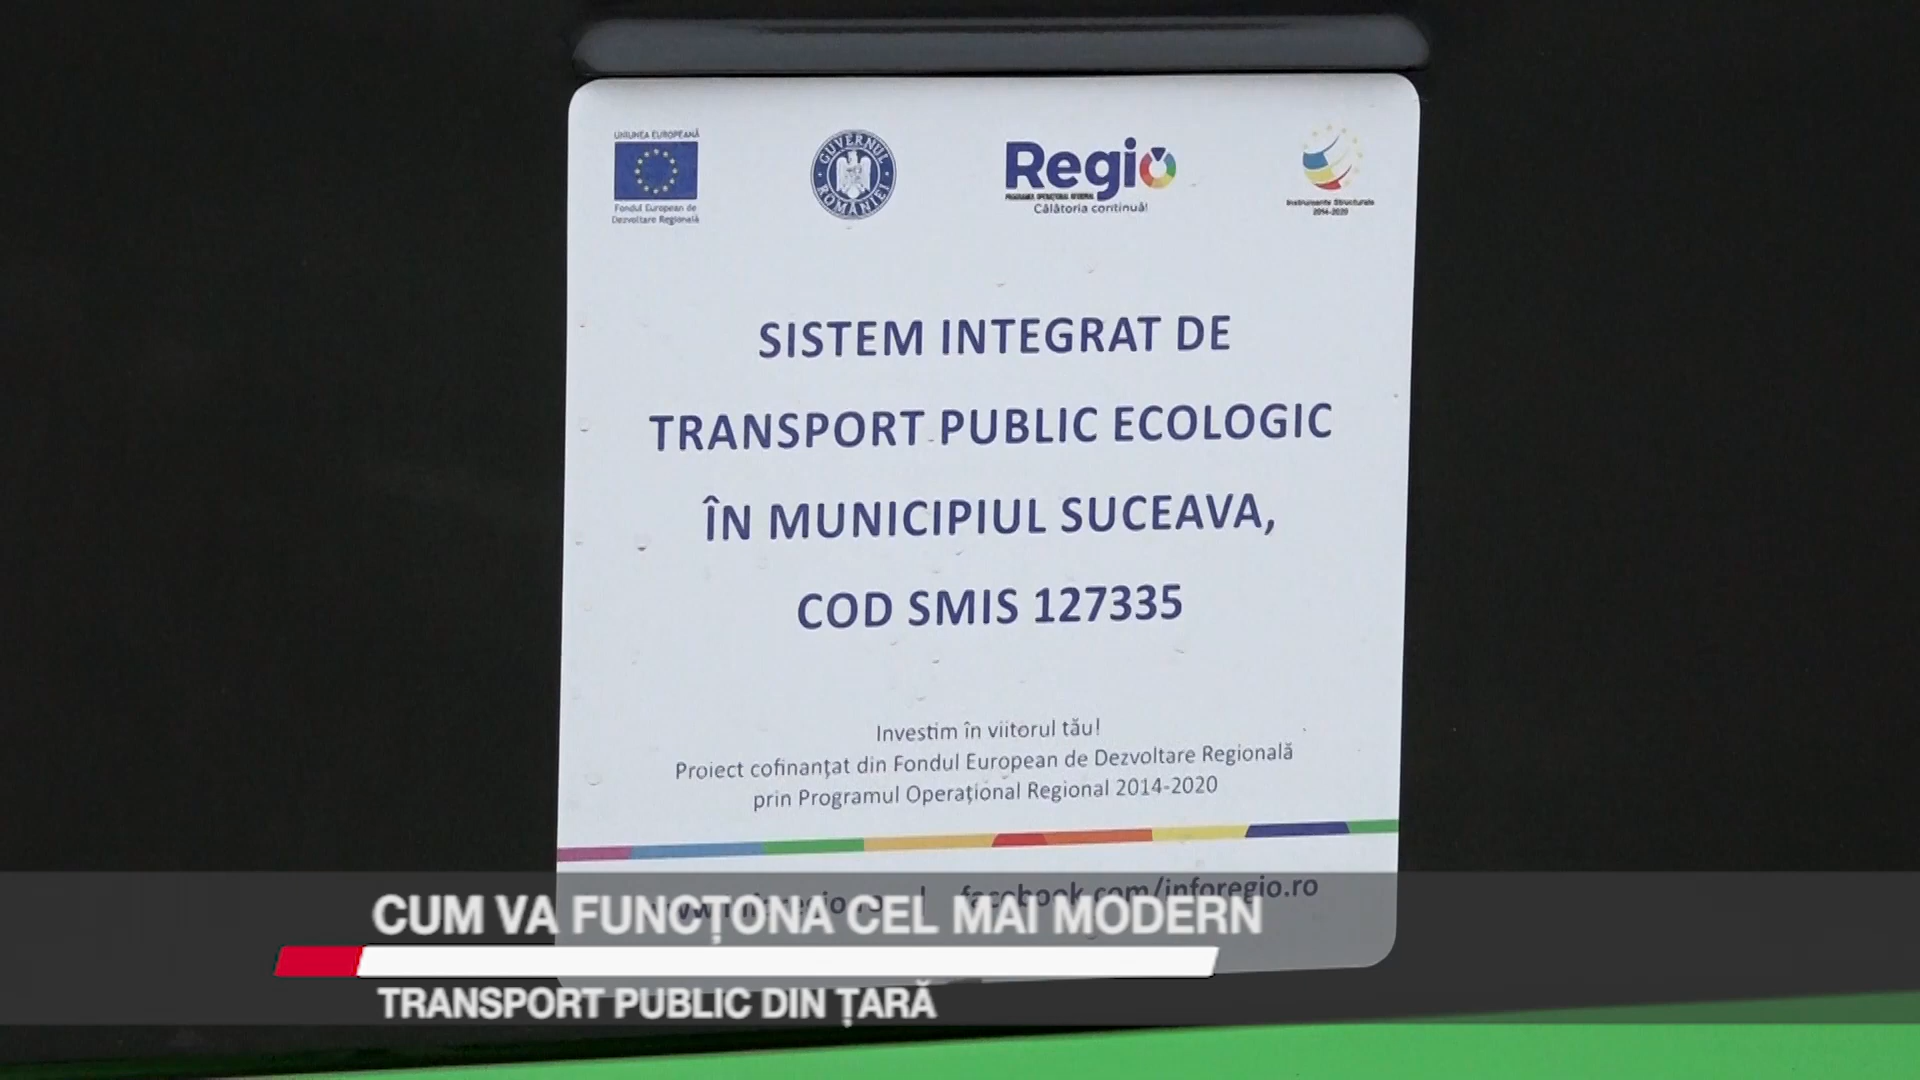 UNIUNEA EUROPEANĂ
Fondul European de
Dezvoltare Regională
GUVERNUL ROMÂNIEI
Regio
PROGRAMUL OPERAȚIONAL REGIONAL
Călătoria continuă!
Instrumente Structurale
2014-2020
SISTEM INTEGRAT DE
TRANSPORT PUBLIC ECOLOGIC
ÎN MUNICIPIUL SUCEAVA,
COD SMIS 127335
Investim în viitorul tău!
Proiect cofinanțat din Fondul European de Dezvoltare Regională
prin Programul Operațional Regional 2014-2020
facebook.com/inforegio.ro
CUM VA FUNCȚONA CEL MAI MODERN
TRANSPORT PUBLIC DIN ȚARĂ